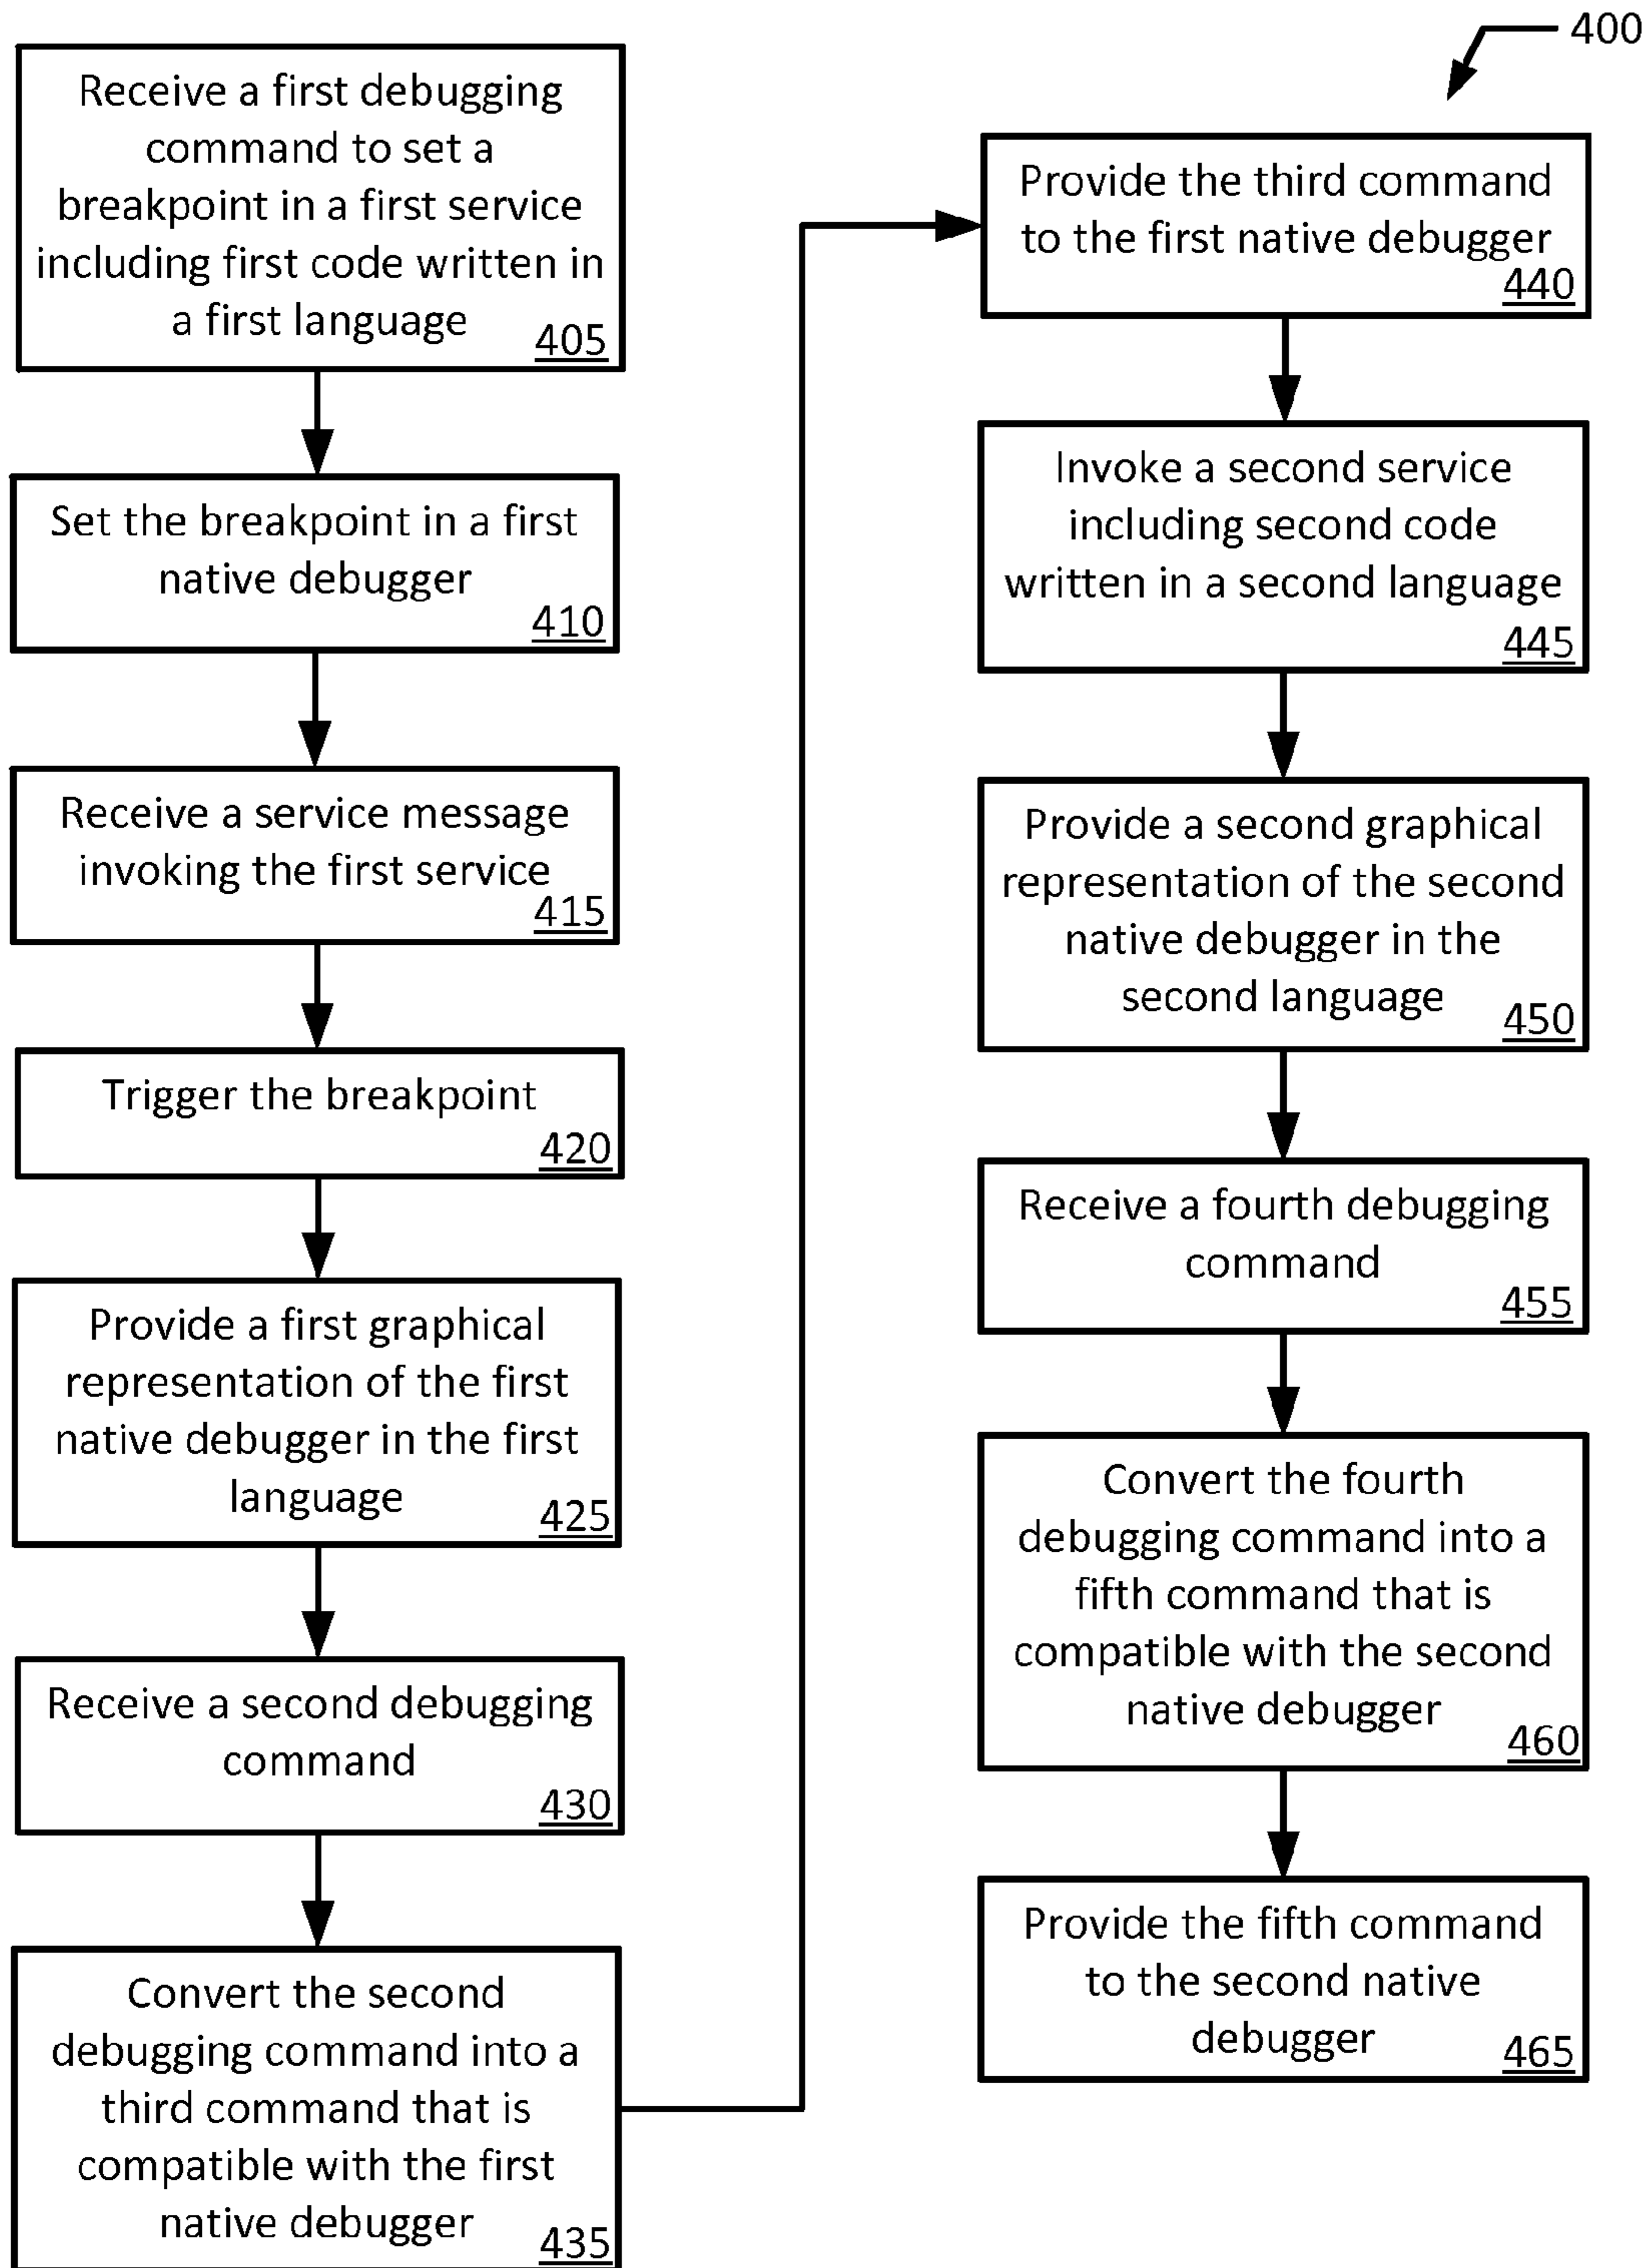 400
Receive a first debugging
command to set a
breakpoint in a first service
including first code written in
a first language
405
Set the breakpoint in a first
native debugger
410
Receive a service message
invoking the first service
415
Trigger the breakpoint
420
Provide a first graphical
representation of the first
native debugger in the first
language
425
Receive a second debugging
command
430
Convert the second
debugging command into a
third command that is
compatible with the first
native debugger
435
Provide the third command
to the first native debugger
440
Invoke a second service
including second code
written in a second language
445
Provide a second graphical
representation of the second
native debugger in the
second language
450
Receive a fourth debugging
command
455
Convert the fourth
debugging command into a
fifth command that is
compatible with the second
native debugger
460
Provide the fifth command
to the second native
debugger
465